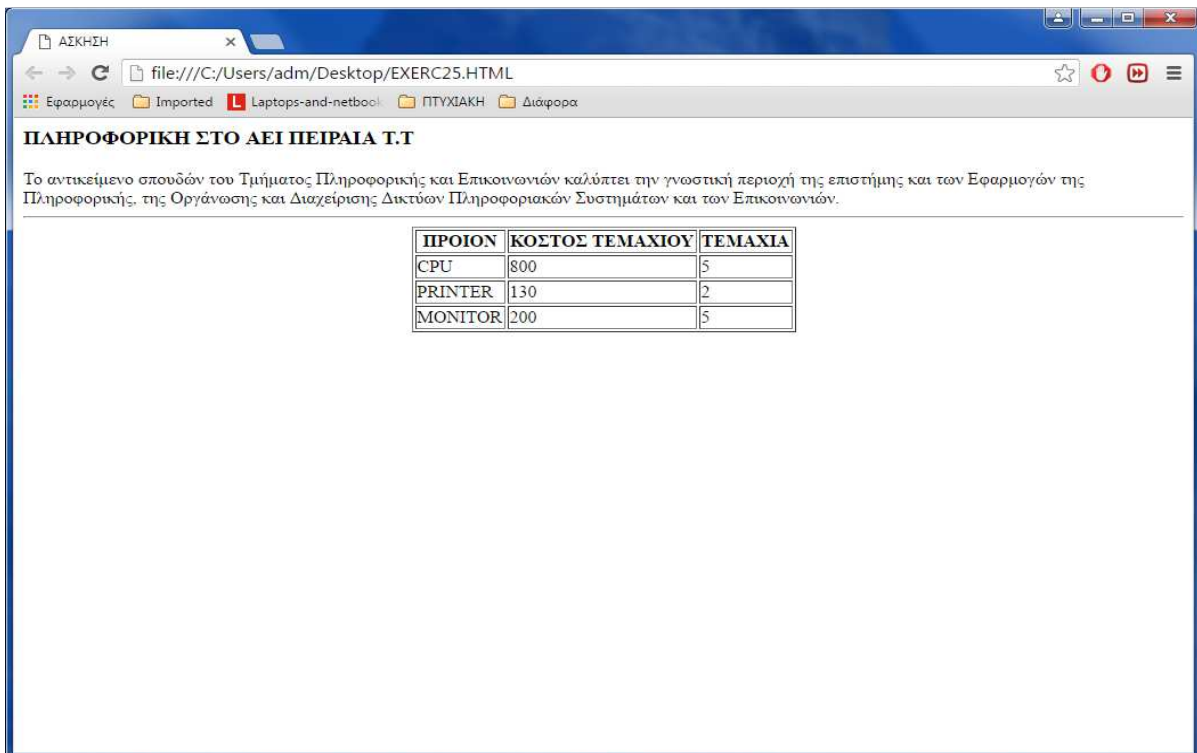 ΑΣΚΗΣΗ
file:///C:/Users/adm/Desktop/EXERC25.HTML
Εφαρμογές Imported L Laptops-and-netbook ΠΤΥΧΙΑΚΗ Διάφορα
ΠΛΗΡΟΦΟΡΙΚΗ ΣΤΟ ΑΕΙ ΠΕΙΡΑΙΑ Τ.Τ
Το αντικείμενο σπουδών του Τμήματος Πληροφορικής και Επικοινωνιών καλύπτει την γνωστική περιοχή της επιστήμης και των Εφαρμογών της
Πληροφορικής, της Οργάνωσης και Διαχείρισης Δικτύων Πληροφοριακών Συστημάτων και των Επικοινωνιών.
ΠΡΟΙΟΝ ΚΟΣΤΟΣ ΤΕΜΑΧΙΟΥ ΤΕΜΑΧΙΑ
CPU 800 5
PRINTER 130 2
MONITOR 200 5